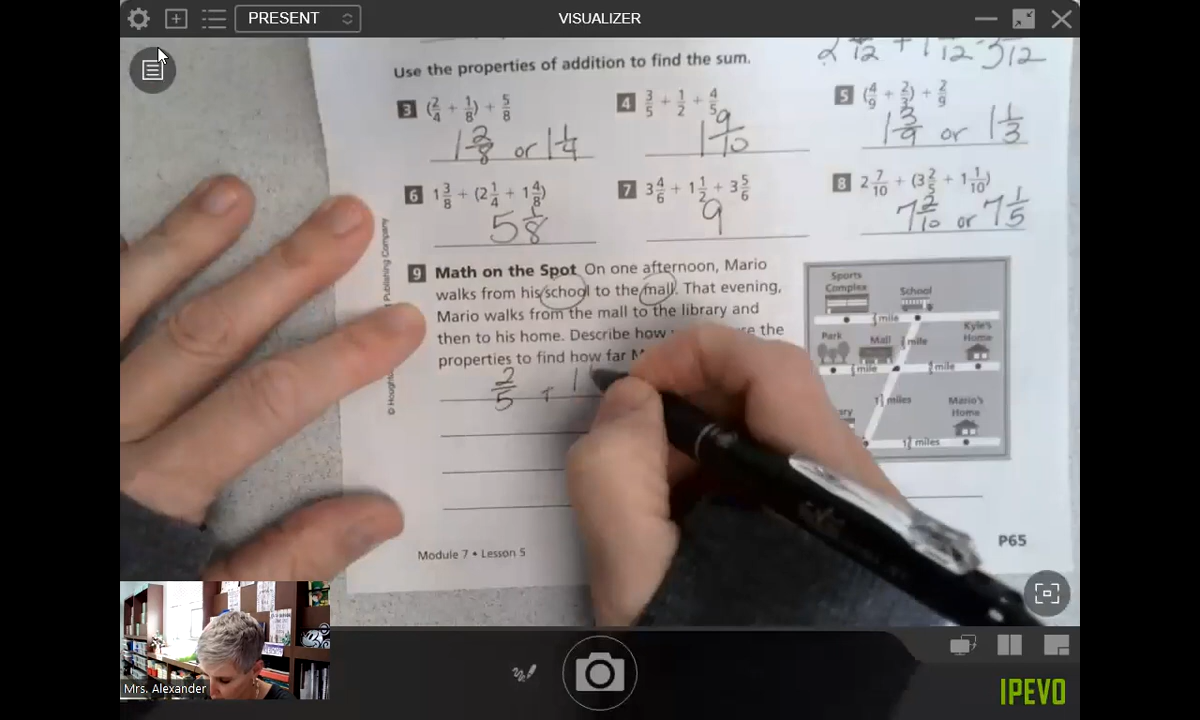 PRESENT
VISUALIZER
2 /12 + 1 /12 = 3 /12
Use the properties of addition to find the sum.
3 (2/4 + 1/8) + 5/8
1 2/8 or 1 1/4
4 3/5 + 1/2 + 4/5
1 9/10
5 (4/9 + 2/3) + 2/9
1 3/9 or 1 1/3
6 1 3/8 + (2 1/4 + 1 4/8)
5 1/8
7 3 4/6 + 1 1/2 + 3 5/6
9
8 2 7/10 + (3 2/5 + 1 1/10)
7 2/10 or 7 1/5
9 Math on the Spot On one afternoon, Mario
walks from his school to the mall. That evening,
Mario walks from the mall to the library and
then to his home. Describe how the
properties to find how far
2/5 + 1
Sports
Complex
School
mile
Park
Mall
mile
Kyle's
Home
mile
mile
miles
Mario's
Home
miles
Publishing Company
Module 7 • Lesson 5
P65
Mrs. Alexander
IPEVO